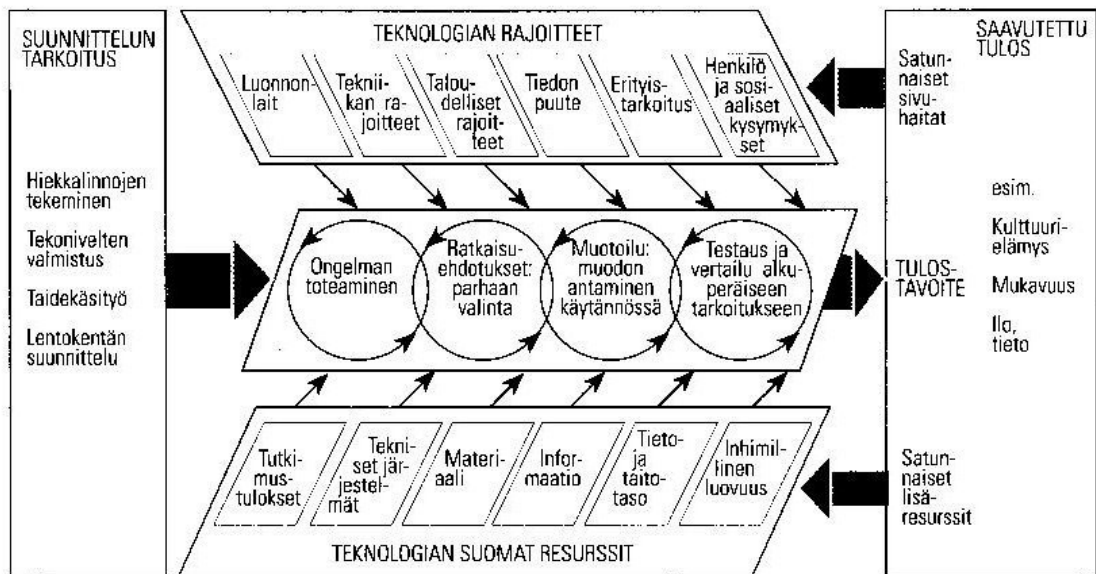 SUUNNITTELUN
TARKOITUS
Hiekkalinnojen
tekeminen
Tekonivelten
valmistus
Taidekäsityö
Lentokentän
suunnittelu
TEKNOLOGIAN RAJOITTEET
Luonnon-
lait
Teknii-
kan ra-
joitteet
Talou-
delliset
rajoit-
teet
Tiedon
puute
Erityis-
tarkoitus
Henkilö
ja sosi-
aaliset
kysymyk-
set
Ongelman
toteaminen
Ratkaisu-
ehdotukset:
parhaan
valinta
Muotoilu:
muodon
antaminen
käytännössä
Testaus ja
vertailu alku-
peräiseen
tarkoitukseen
Tutki-
mus-
tulokset
Tekni-
set jär-
jestel-
mät
Materi-
aali
Infor-
maatio
Tieto-
ja
taito-
taso
Inhimil-
linen
luovuus
TEKNOLOGIAN SUOMAT RESURSSIT
SAAVUTETTU
TULOS
Satun-
naiset
sivu-
haitat
TULOS-
TAVOITE
esim.
Kulttuuri-
elämys
Mukavuus
Ilo,
tieto
Satun-
naiset
lisä-
resurssit